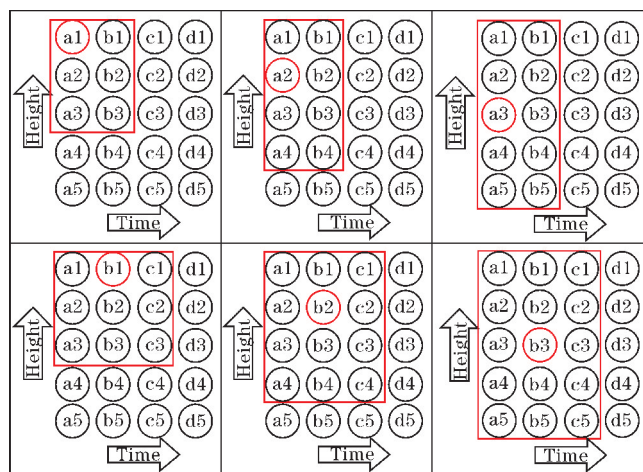 a1 b1 c1 d1
a2 b2 c2 d2
a3 b3 c3 d3
a4 b4 c4 d4
a5 b5 c5 d5
Height
Time
a1 b1 c1 d1
a2 b2 c2 d2
a3 b3 c3 d3
a4 b4 c4 d4
a5 b5 c5 d5
Height
Time
a1 b1 c1 d1
a2 b2 c2 d2
a3 b3 c3 d3
a4 b4 c4 d4
a5 b5 c5 d5
Height
Time
a1 b1 c1 d1
a2 b2 c2 d2
a3 b3 c3 d3
a4 b4 c4 d4
a5 b5 c5 d5
Height
Time
a1 b1 c1 d1
a2 b2 c2 d2
a3 b3 c3 d3
a4 b4 c4 d4
a5 b5 c5 d5
Height
Time
a1 b1 c1 d1
a2 b2 c2 d2
a3 b3 c3 d3
a4 b4 c4 d4
a5 b5 c5 d5
Height
Time